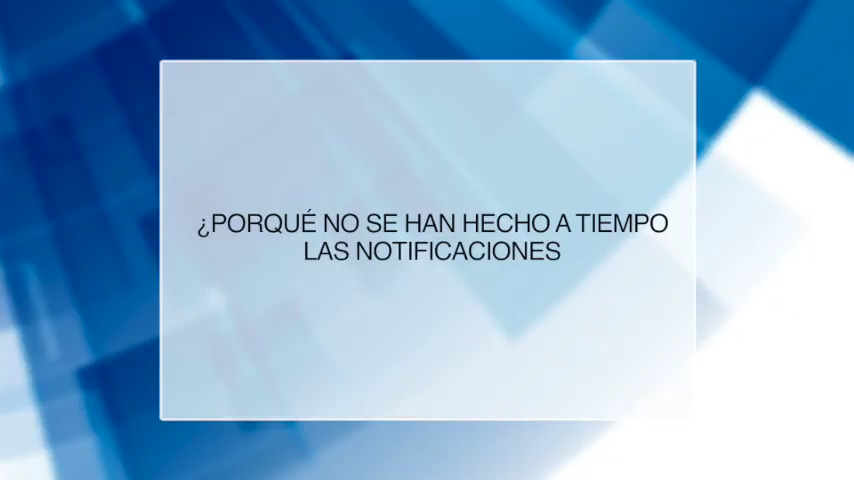 ¿PORQUÉ NO SE HAN HECHO A TIEMPO
LAS NOTIFICACIONES